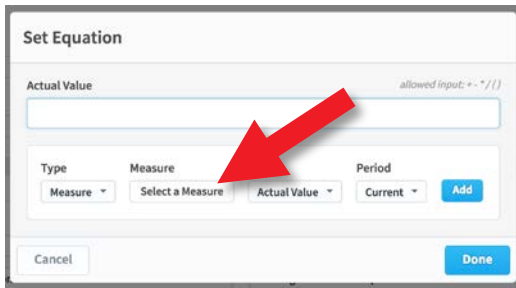 Set Equation
Actual Value allowed input: + - * / ( )
Type Measure Period
Measure Select a Measure Actual Value Current Add
Cancel Done